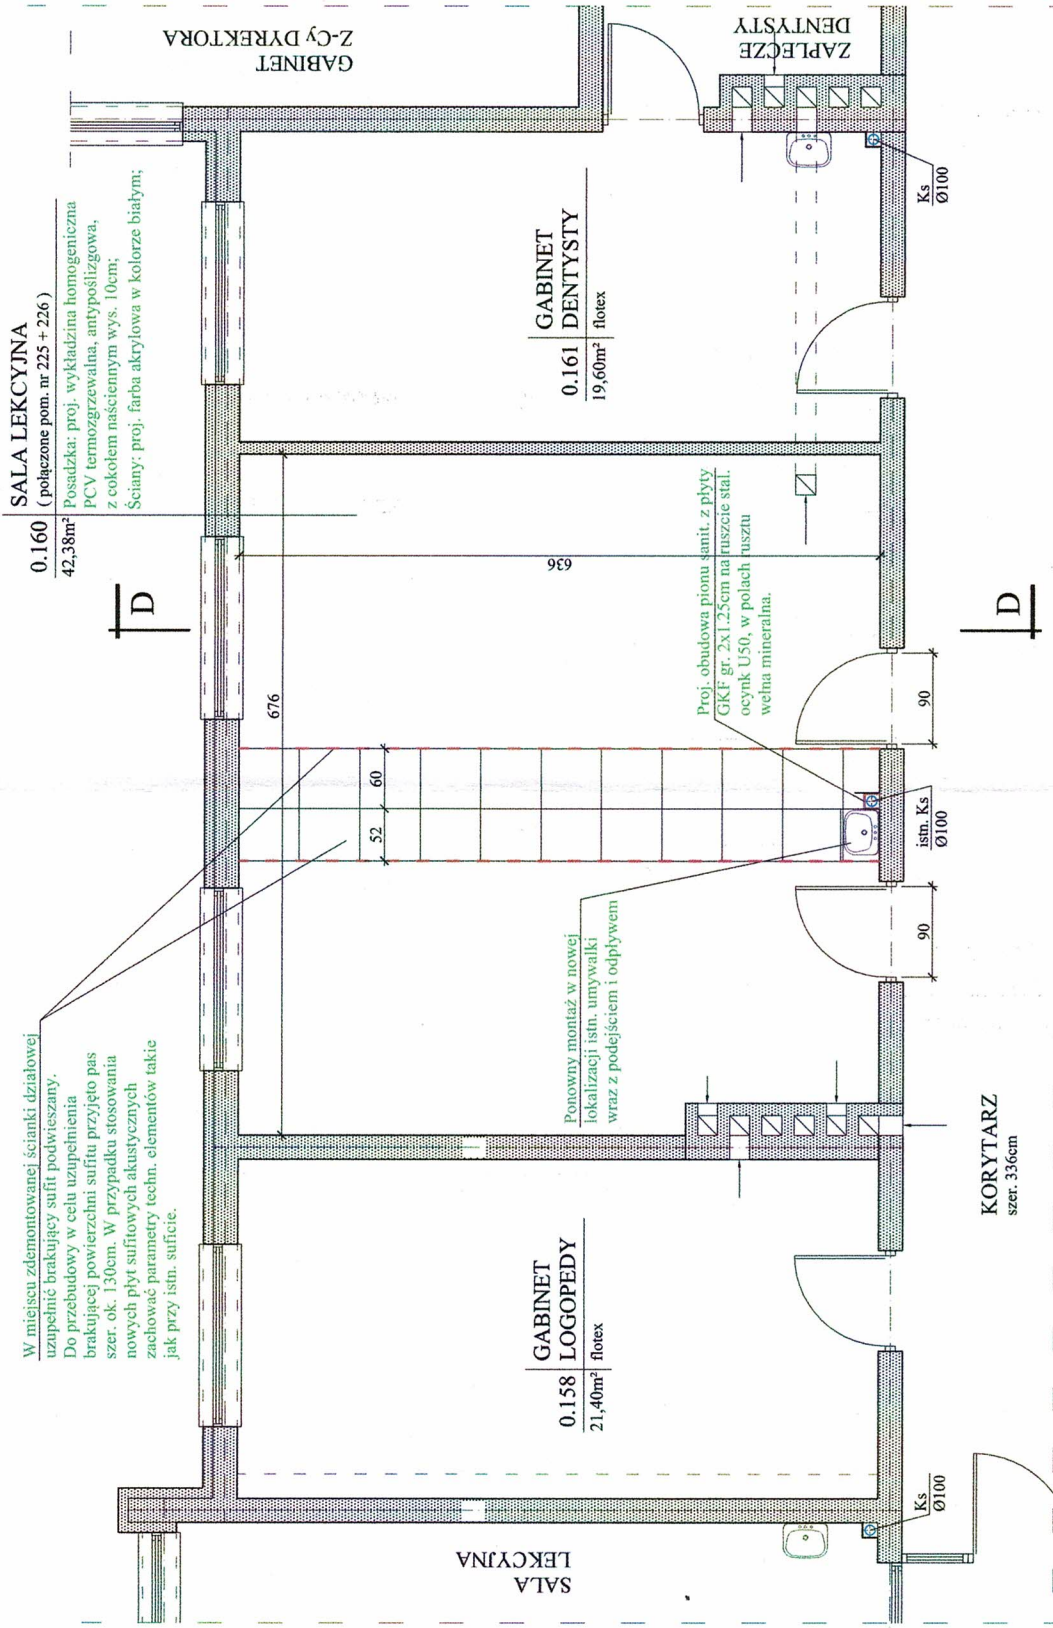 SALA LEKCYJNA
0.160 (połączone pom. nr 225 + 226 )
42,38m² Posadzka: proj. wykładzina homogeniczna
PCV termozgrzewalna, antypoślizgowa,
z cokołem naściennym wys. 10cm;
Ściany: proj. farba akrylowa w kolorze białym;
W miejscu zdemontowanej ścianki działowej
uzupełnić brakujący sufit podwieszany.
Do przebudowy w celu uzupełnienia
brakującej powierzchni sufitu przyjęto pas
szer. ok. 130cm. W przypadku stosowania
nowych płyt sufitowych akustycznych
zachować parametry techn. elementów takie
jak przy istn. suficie.
GABINET
Z-Cy DYREKTORA
ZAPLECZE
DENTYSTY
D
D
676
636
60
52
GABINET
0.161 DENTYSTY
19,60m² flotex
Proj. obudowa pionu sanit. z płyty
GKF gr. 2x1.25cm na ruszcie stal.
ocynk U50, w polach rusztu
wełna mineralna.
Ponowny montaż w nowej
lokalizacji istn. umywalki
wraz z podejściem i odpływem
GABINET
0.158 LOGOPEDY
21,40m² flotex
SALA
LEKCYJNA
Ks
Ø100
90
istn. Ks
Ø100
90
Ks
Ø100
KORYTARZ
szer. 336cm